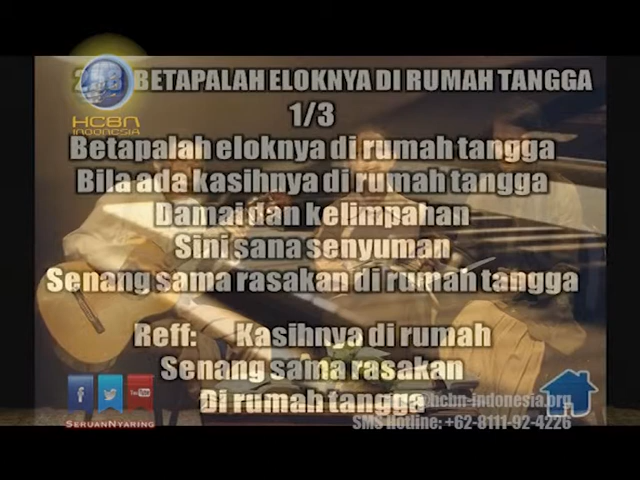 BETAPALAH ELOKNYA DI RUMAH TANGGA
HCBN
INDONESIA
1/3
Betapalah eloknya di rumah tangga
Bila ada kasihnya di rumah tangga
Damai dan kelimpahan
Sini sana senyuman
Senang sama rasakan di rumah tangga
Reff: Kasihnya di rumah
Senang sama rasakan
Di rumah tangga
@hcbn-indonesia.org
SMS Hotline: +62-8111-92-4226
You Tube
SERUANNYARING